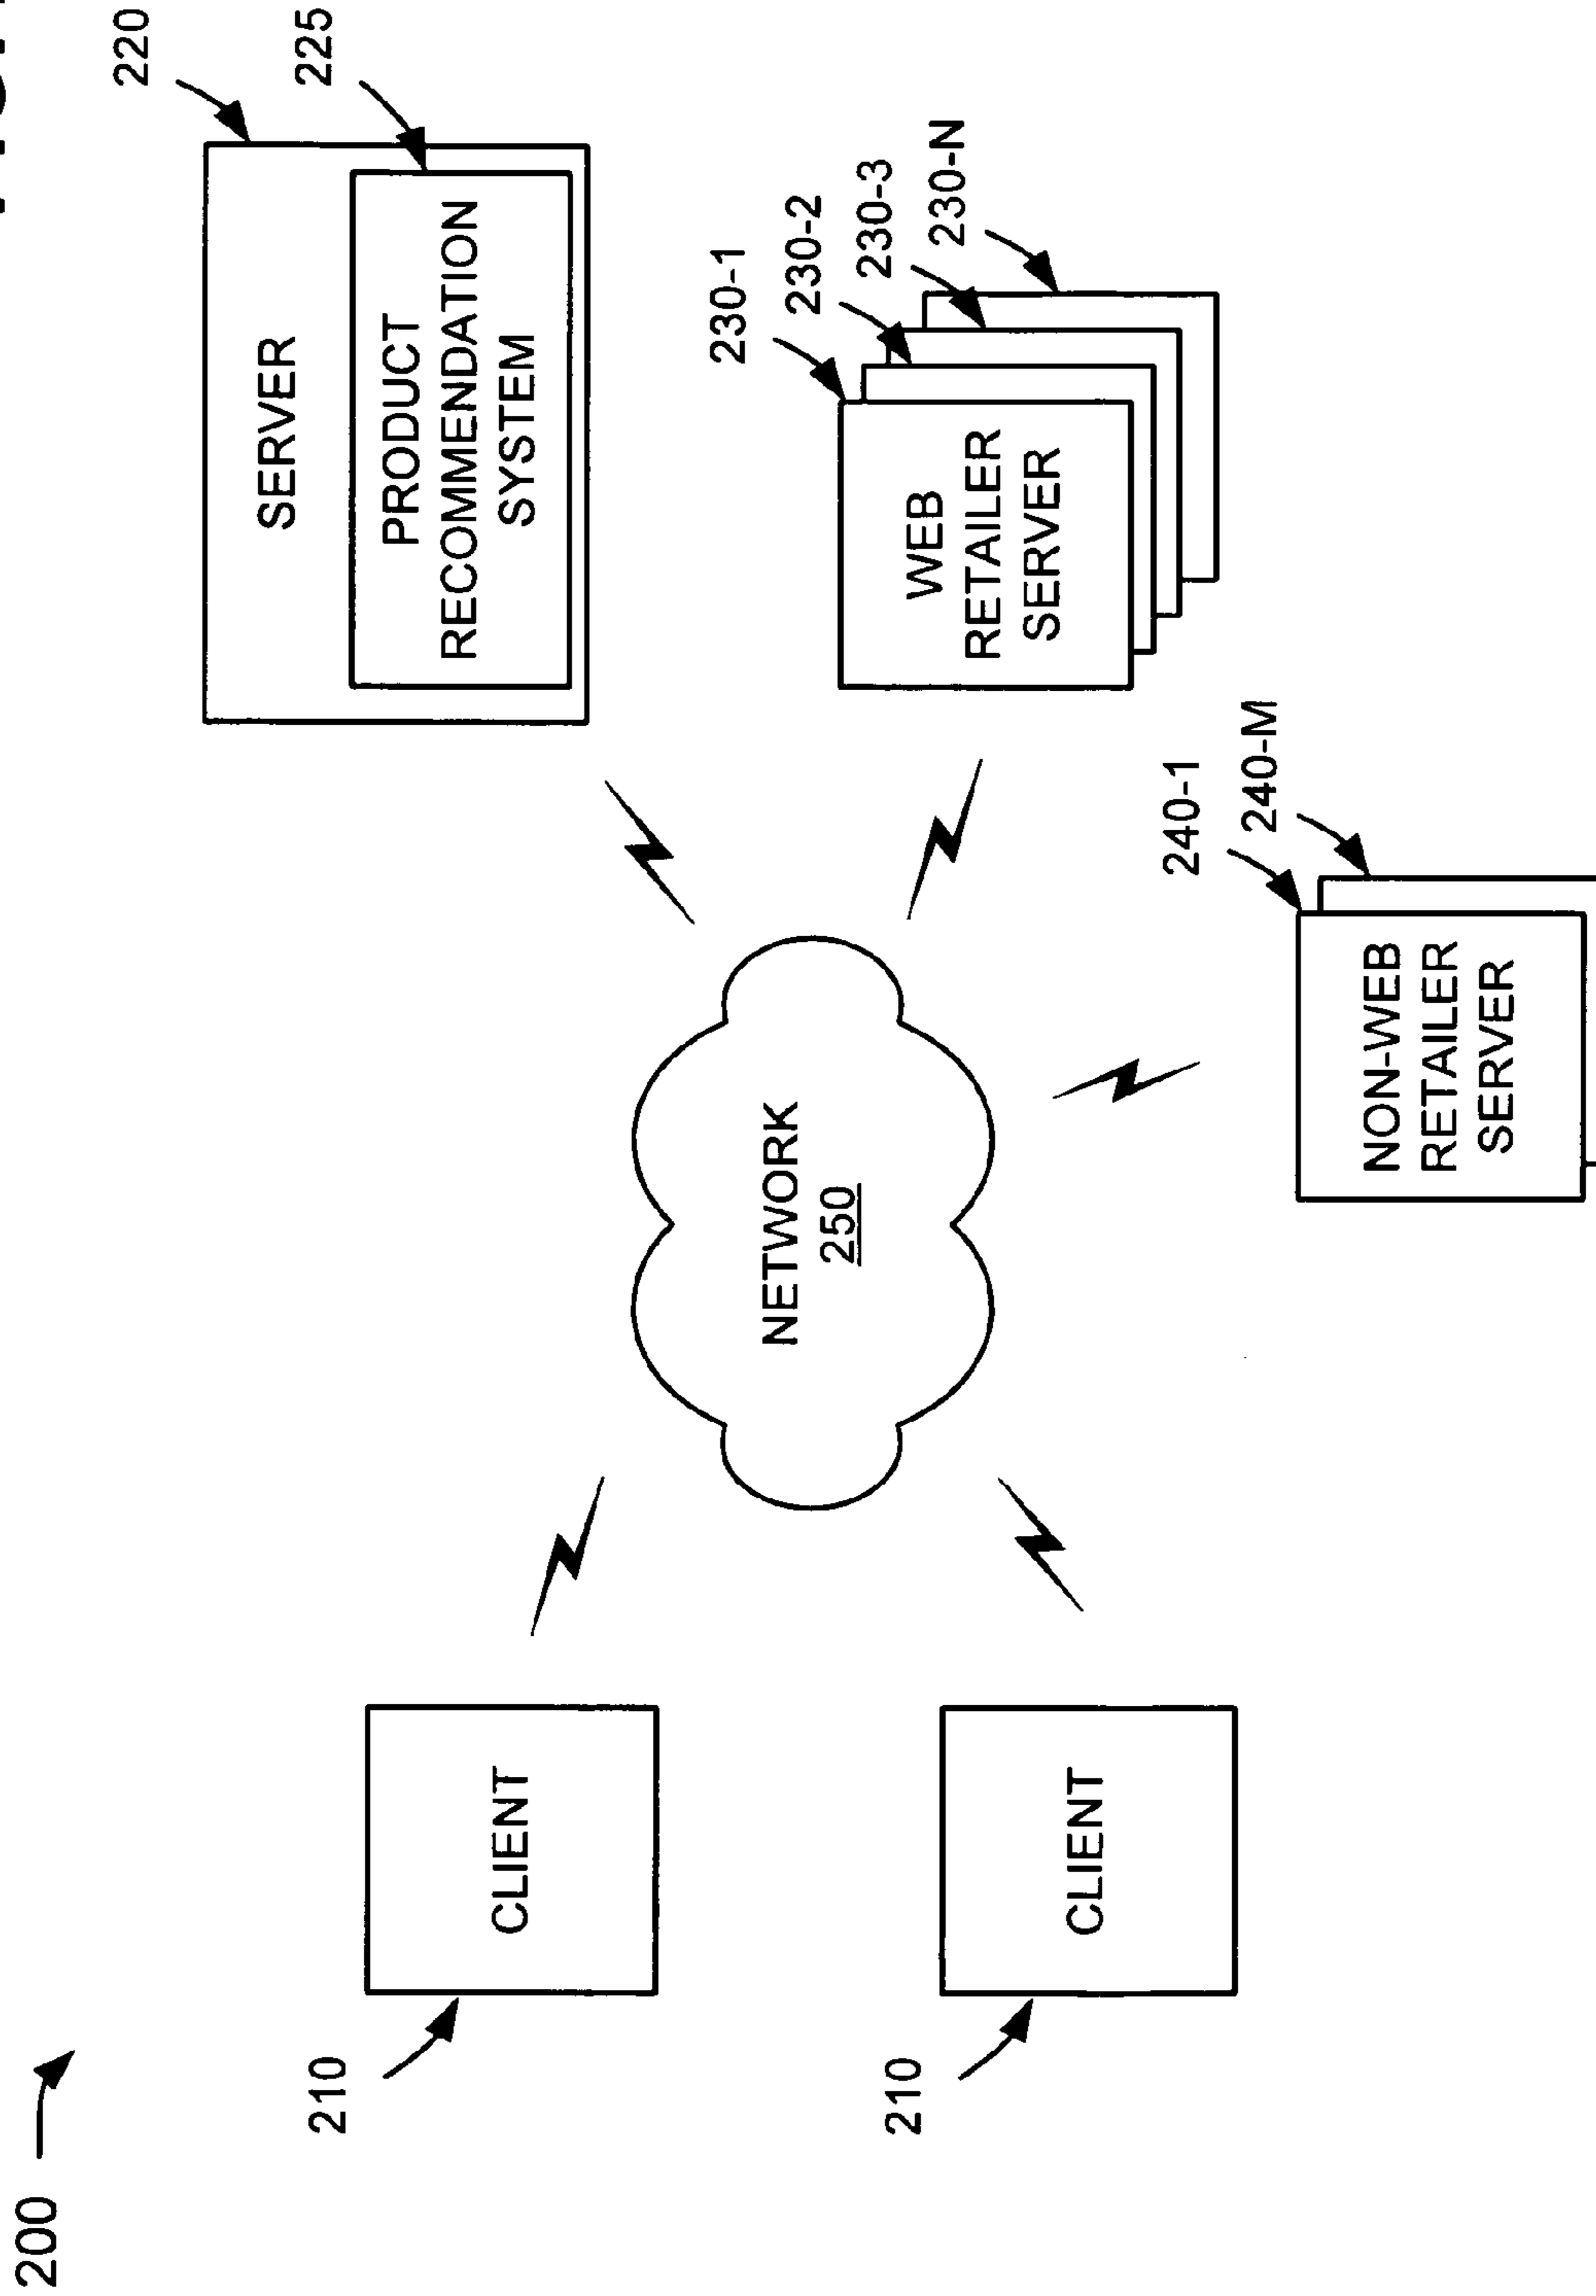 200
220
SERVER
225
PRODUCT
RECOMMENDATION
SYSTEM
210
CLIENT
NETWORK
250
230-1
230-2
230-3
230-N
WEB
RETAILER
SERVER
210
CLIENT
240-1
240-M
NON-WEB
RETAILER
SERVER